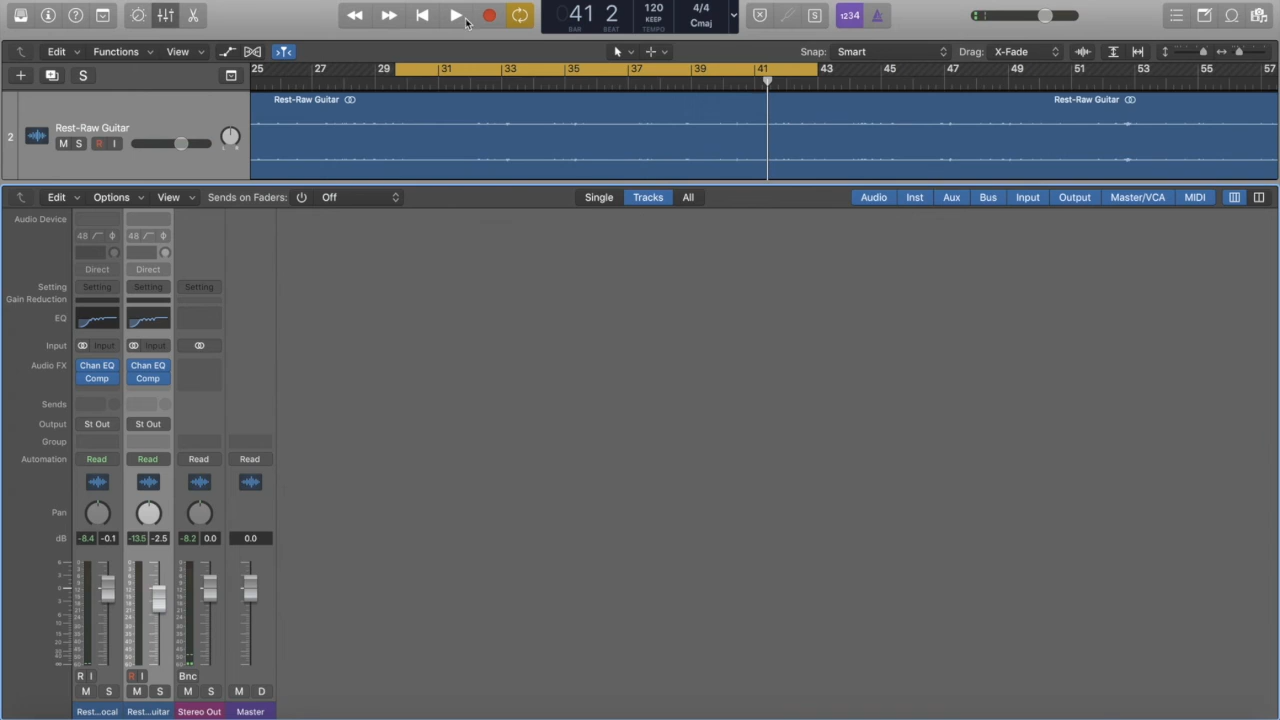 41 2
BAR BEAT
120
KEEP
TEMPO
4/4
Cmaj
S
1234
Edit Functions View
Snap: Smart
Drag: X-Fade
S
25 27 29 31 33 35 37 39 41 43 45 47 49 51 53 55 57
2
Rest-Raw Guitar
M S R I
L R
Rest-Raw Guitar
Rest-Raw Guitar
Edit Options View Sends on Faders: Off
Single Tracks All
Audio Inst Aux Bus Input Output Master/VCA MIDI
Audio Device
48 48
Direct Direct
Setting Setting Setting Setting
Gain Reduction
EQ
Input Input Input
Audio FX Chan EQ Chan EQ
Comp Comp
Sends
Output St Out St Out
Group
Automation Read Read Read Read
Pan
dB -8.4 -0.1 -13.5 -2.5 -8.2 0.0 0.0
R I R I Bnc
M S M S M S M D
Rest...ocal Rest...uitar Stereo Out Master